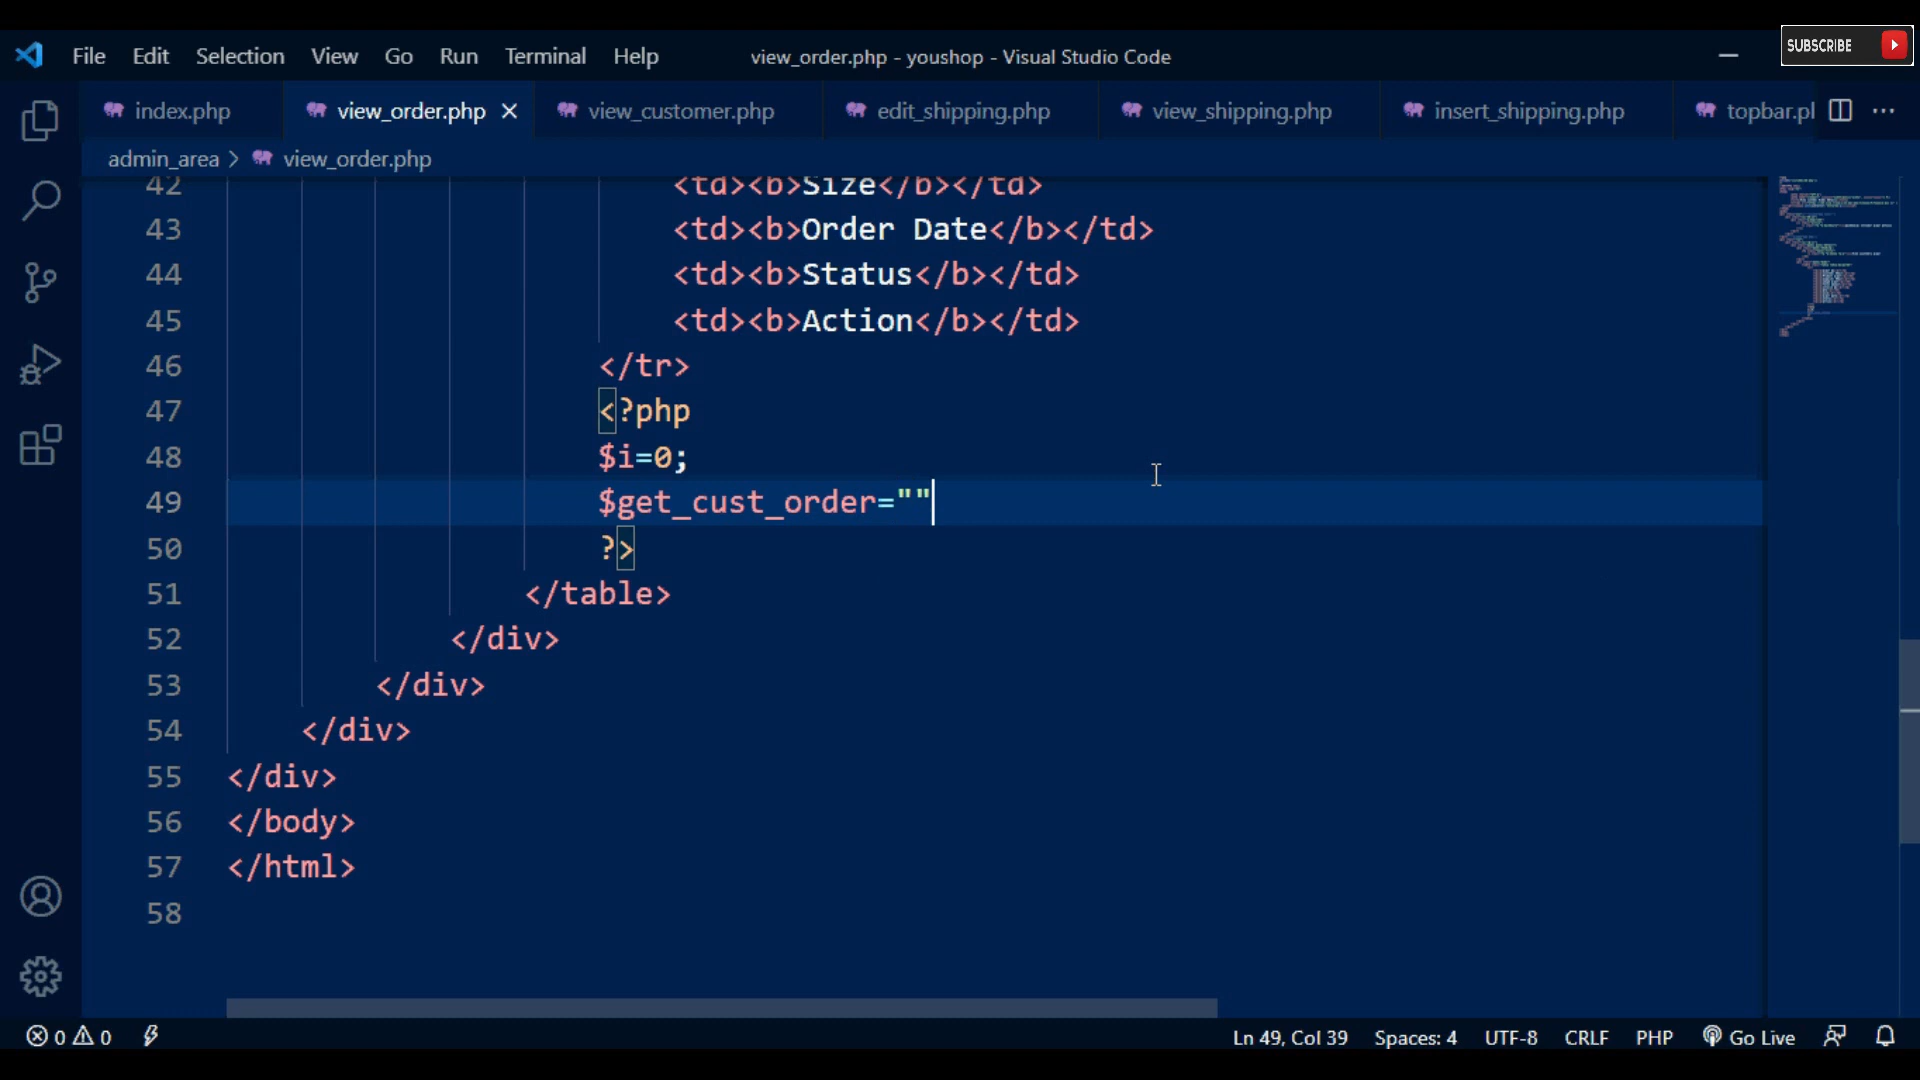 File Edit Selection View Go Run Terminal Help view_order.php - youshop - Visual Studio Code SUBSCRIBE
index.php view_order.php view_customer.php edit_shipping.php view_shipping.php insert_shipping.php topbar.pl
admin_area > view_order.php
42 <td><b>Size</b></td>
43 <td><b>Order Date</b></td>
44 <td><b>Status</b></td>
45 <td><b>Action</b></td>
46 </tr>
47 <?php
48 $i=0;
49 $get_cust_order=""
50 ?>
51 </table>
52 </div>
53 </div>
54 </div>
55 </div>
56 </body>
57 </html>
58
0 0 Ln 49, Col 39 Spaces: 4 UTF-8 CRLF PHP Go Live